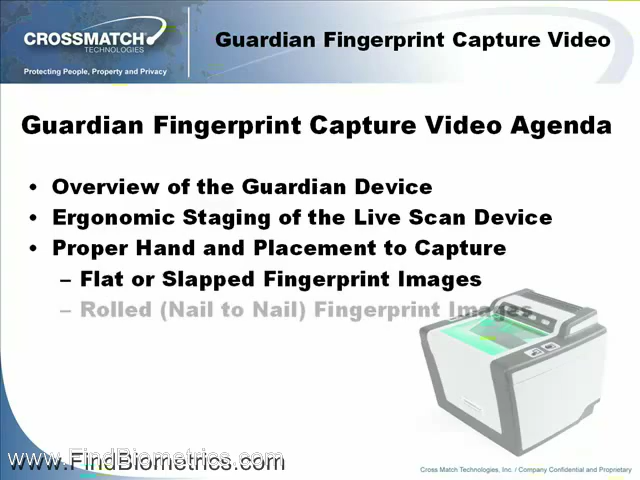 CROSSMATCH
TECHNOLOGIES
Protecting People, Property and Privacy
Guardian Fingerprint Capture Video
Guardian Fingerprint Capture Video Agenda
• Overview of the Guardian Device
• Ergonomic Staging of the Live Scan Device
• Proper Hand and Placement to Capture
– Flat or Slapped Fingerprint Images
– Rolled (Nail to Nail) Fingerprint Images
www.FindBiometrics.com
Cross Match Technologies, Inc. / Company Confidential and Proprietary